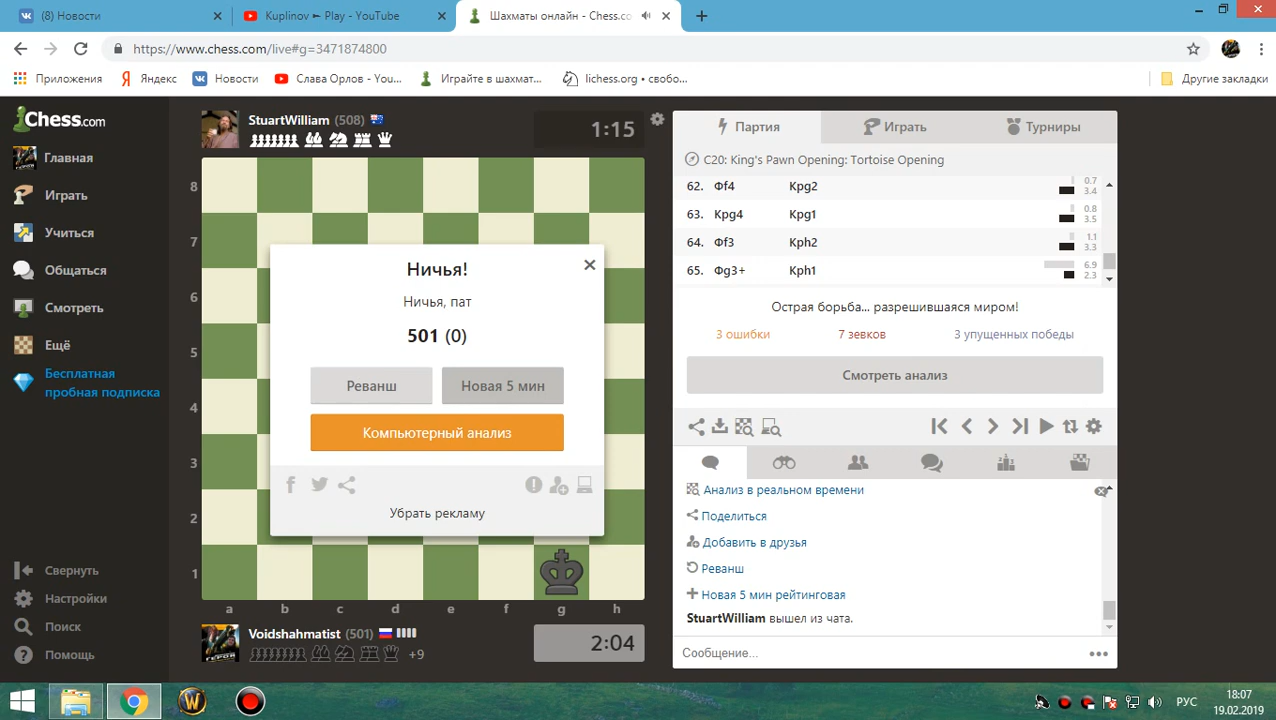 (8) Новости
Kuplinov ► Play - YouTube
Шахматы онлайн - Chess.co
https://www.chess.com/live#g=3471874800
Приложения
Яндекс
Новости
Слава Орлов - You...
Играйте в шахмат...
lichess.org • свобо...
Другие закладки
Chess.com
Главная
Играть
Учиться
Общаться
Смотреть
Ещё
Бесплатная
пробная подписка
Свернуть
Настройки
Поиск
Помощь
StuartWilliam (508)
1:15
8
7
6
5
4
3
2
1
a b c d e f g h
Ничья!
Ничья, пат
501 (0)
Реванш
Новая 5 мин
Компьютерный анализ
Убрать рекламу
Voidshahmatist (501)
+9
2:04
Партия
Играть
Турниры
C20: King's Pawn Opening: Tortoise Opening
62. Фf4 Крg2 0.7
3.4
63. Крg4 Крg1 0.8
3.5
64. Фf3 Крh2 1.1
3.3
65. Фg3+ Крh1 6.9
2.3
Острая борьба... разрешившаяся миром!
3 ошибки
7 зевков
3 упущенных победы
Смотреть анализ
Анализ в реальном времени
Поделиться
Добавить в друзья
Реванш
Новая 5 мин рейтинговая
StuartWilliam вышел из чата.
Сообщение...
РУС
18:07
19.02.2019